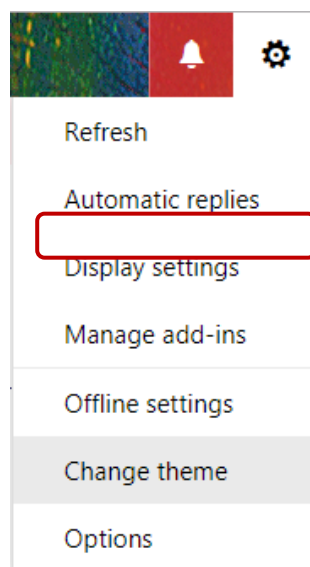 Refresh
Automatic replies
Display settings
Manage add-ins
Offline settings
Change theme
Options